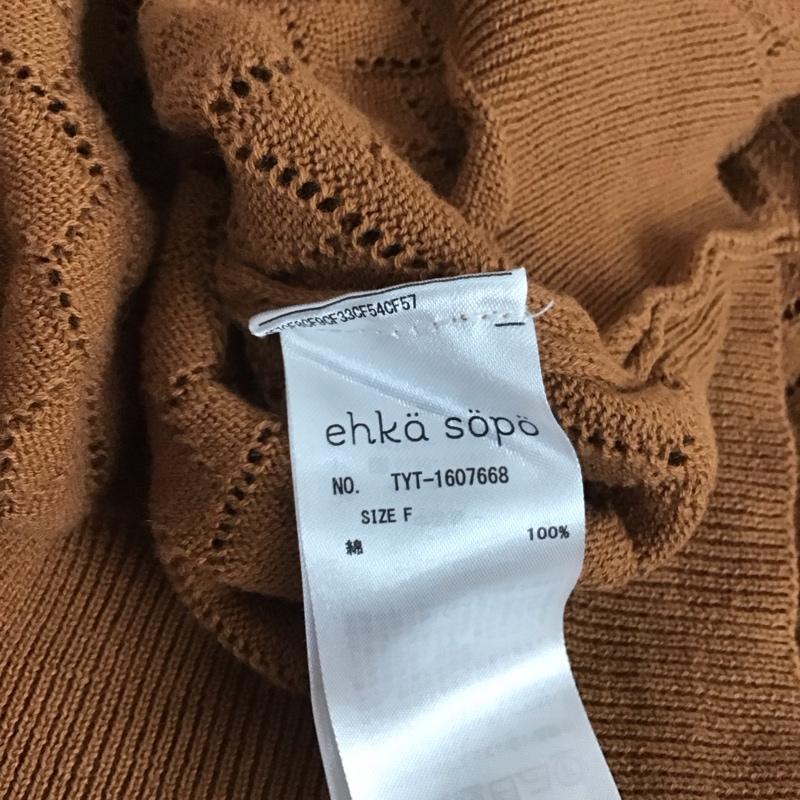 ehkä söpö
NO. TYT-1607668
SIZE F
綿 100%